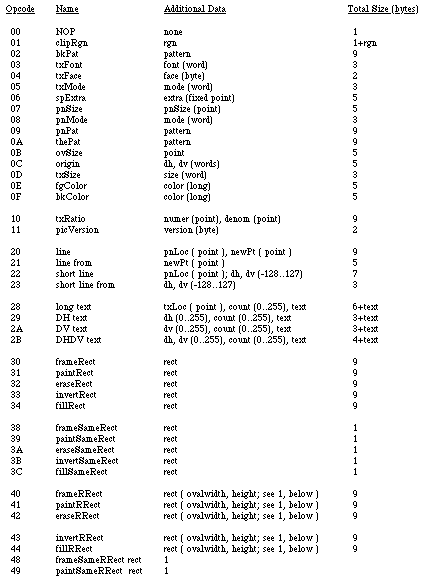 Opcode Name Additional Data Total Size (bytes)
00 NOP none 1
01 clipRgn rgn 1+rgn
02 bkPat pattern 9
03 txFont font (word) 3
04 txFace face (byte) 2
05 txMode mode (word) 3
06 spExtra extra (fixed point) 5
07 pnSize pnSize (point) 5
08 pnMode mode (word) 3
09 pnPat pattern 9
0A thePat pattern 9
0B ovSize point 5
0C origin dh, dv (words) 5
0D txSize size (word) 3
0E fgColor color (long) 5
0F bkColor color (long) 5
10 txRatio numer (point), denom (point) 9
11 picVersion version (byte) 2
20 line pnLoc ( point ), newPt ( point ) 9
21 line from newPt ( point ) 5
22 short line pnLoc ( point ); dh, dv (-128..127) 7
23 short line from dh, dv (-128..127) 3
28 long text txLoc ( point ), count (0..255), text 6+text
29 DH text dh (0..255), count (0..255), text 3+text
2A DV text dv (0..255), count (0..255), text 3+text
2B DHDV text dh, dv (0..255), count (0..255), text 4+text
30 frameRect rect 9
31 paintRect rect 9
32 eraseRect rect 9
33 invertRect rect 9
34 fillRect rect 9
38 frameSameRect rect 1
39 paintSameRect rect 1
3A eraseSameRect rect 1
3B invertSameRect rect 1
3C fillSameRect rect 1
40 frameRRect rect ( ovalwidth, height; see 1, below ) 9
41 paintRRect rect ( ovalwidth, height; see 1, below ) 9
42 eraseRRect rect ( ovalwidth, height; see 1, below ) 9
43 invertRRect rect ( ovalwidth, height; see 1, below ) 9
44 fillRRect rect ( ovalwidth, height; see 1, below ) 9
48 frameSameRRect rect 1
49 paintSameRRect rect 1